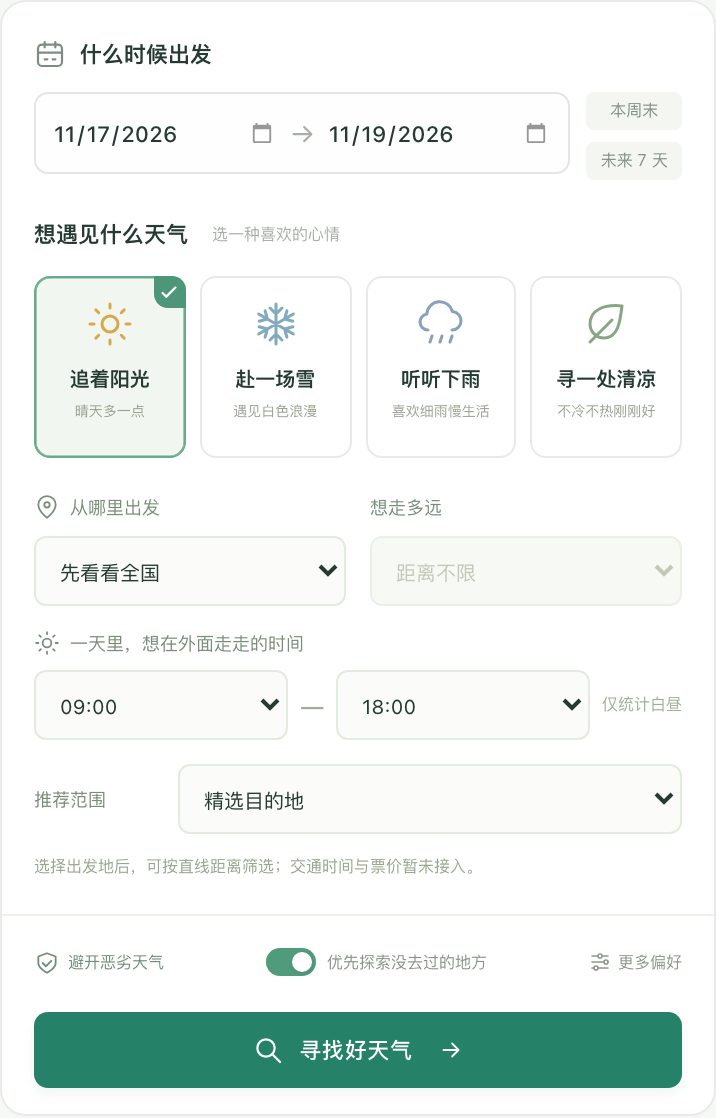 什么时候出发
11/17/2026 → 11/19/2026
本周末
未来 7 天
想遇见什么天气 选一种喜欢的心情
追着阳光
晴天多一点
赴一场雪
遇见白色浪漫
听听下雨
喜欢细雨慢生活
寻一处清凉
不冷不热刚刚好
从哪里出发
先看看全国
想走多远
距离不限
一天里，想在外面走走的时间
09:00 — 18:00 仅统计白昼
推荐范围 精选目的地
选择出发地后，可按直线距离筛选；交通时间与票价暂未接入。
避开恶劣天气 优先探索没去过的地方 更多偏好
寻找好天气 →